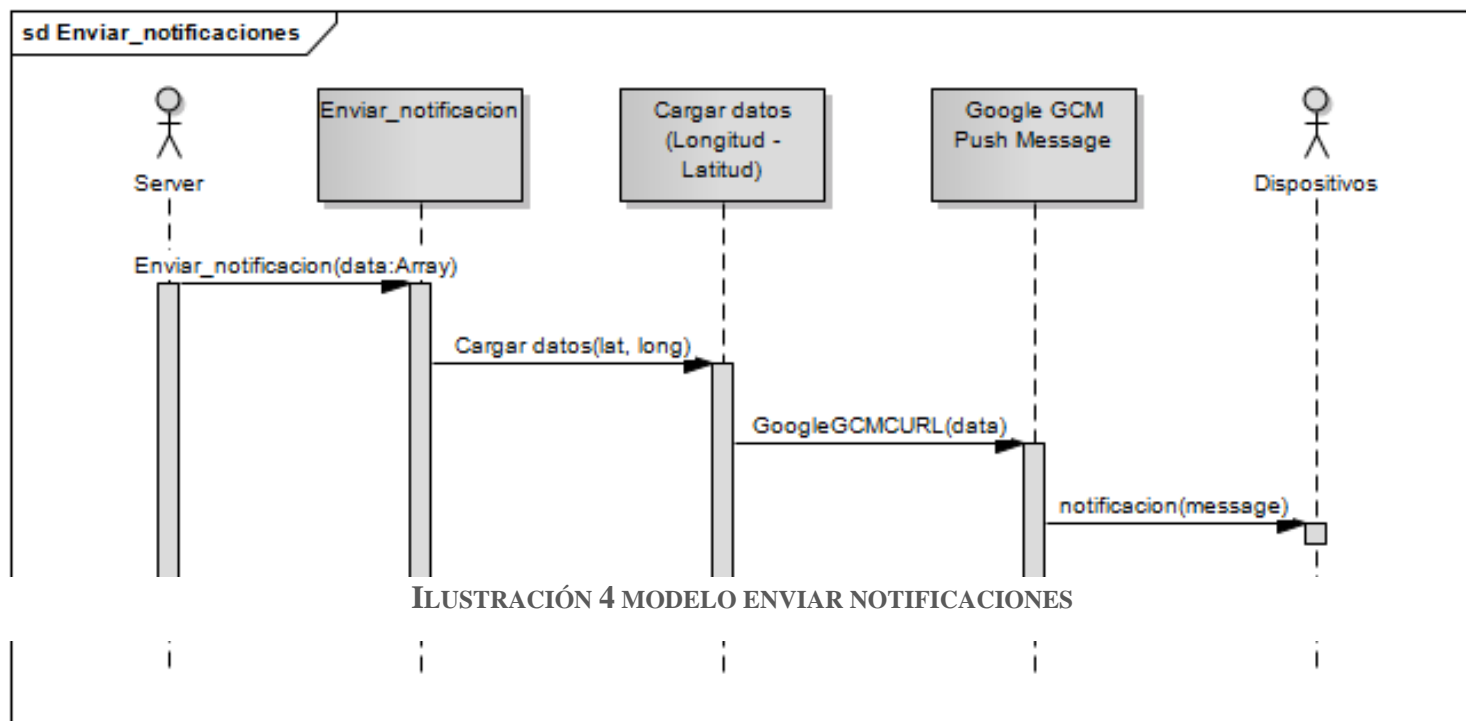 sd Enviar_notificaciones
Server
Enviar_notificacion
Cargar datos
(Longitud -
Latitud)
Google GCM
Push Message
Dispositivos
Enviar_notificacion(data:Array)
Cargar datos(lat, long)
GoogleGCMCURL(data)
notificacion(message)
ILUSTRACIÓN 4 MODELO ENVIAR NOTIFICACIONES